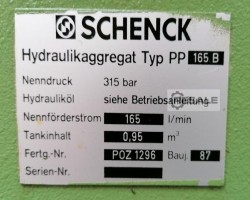 SCHENCK
Hydraulikaggregat Typ PP 165 B
Nenndruck 315 bar
Hydrauliköl siehe Betriebsanleitung
Nennförderstrom 165 l/min
Tankinhalt 0,95 m³
Fertg.-Nr. POZ 1296 Bauj. 87
Serien-Nr.